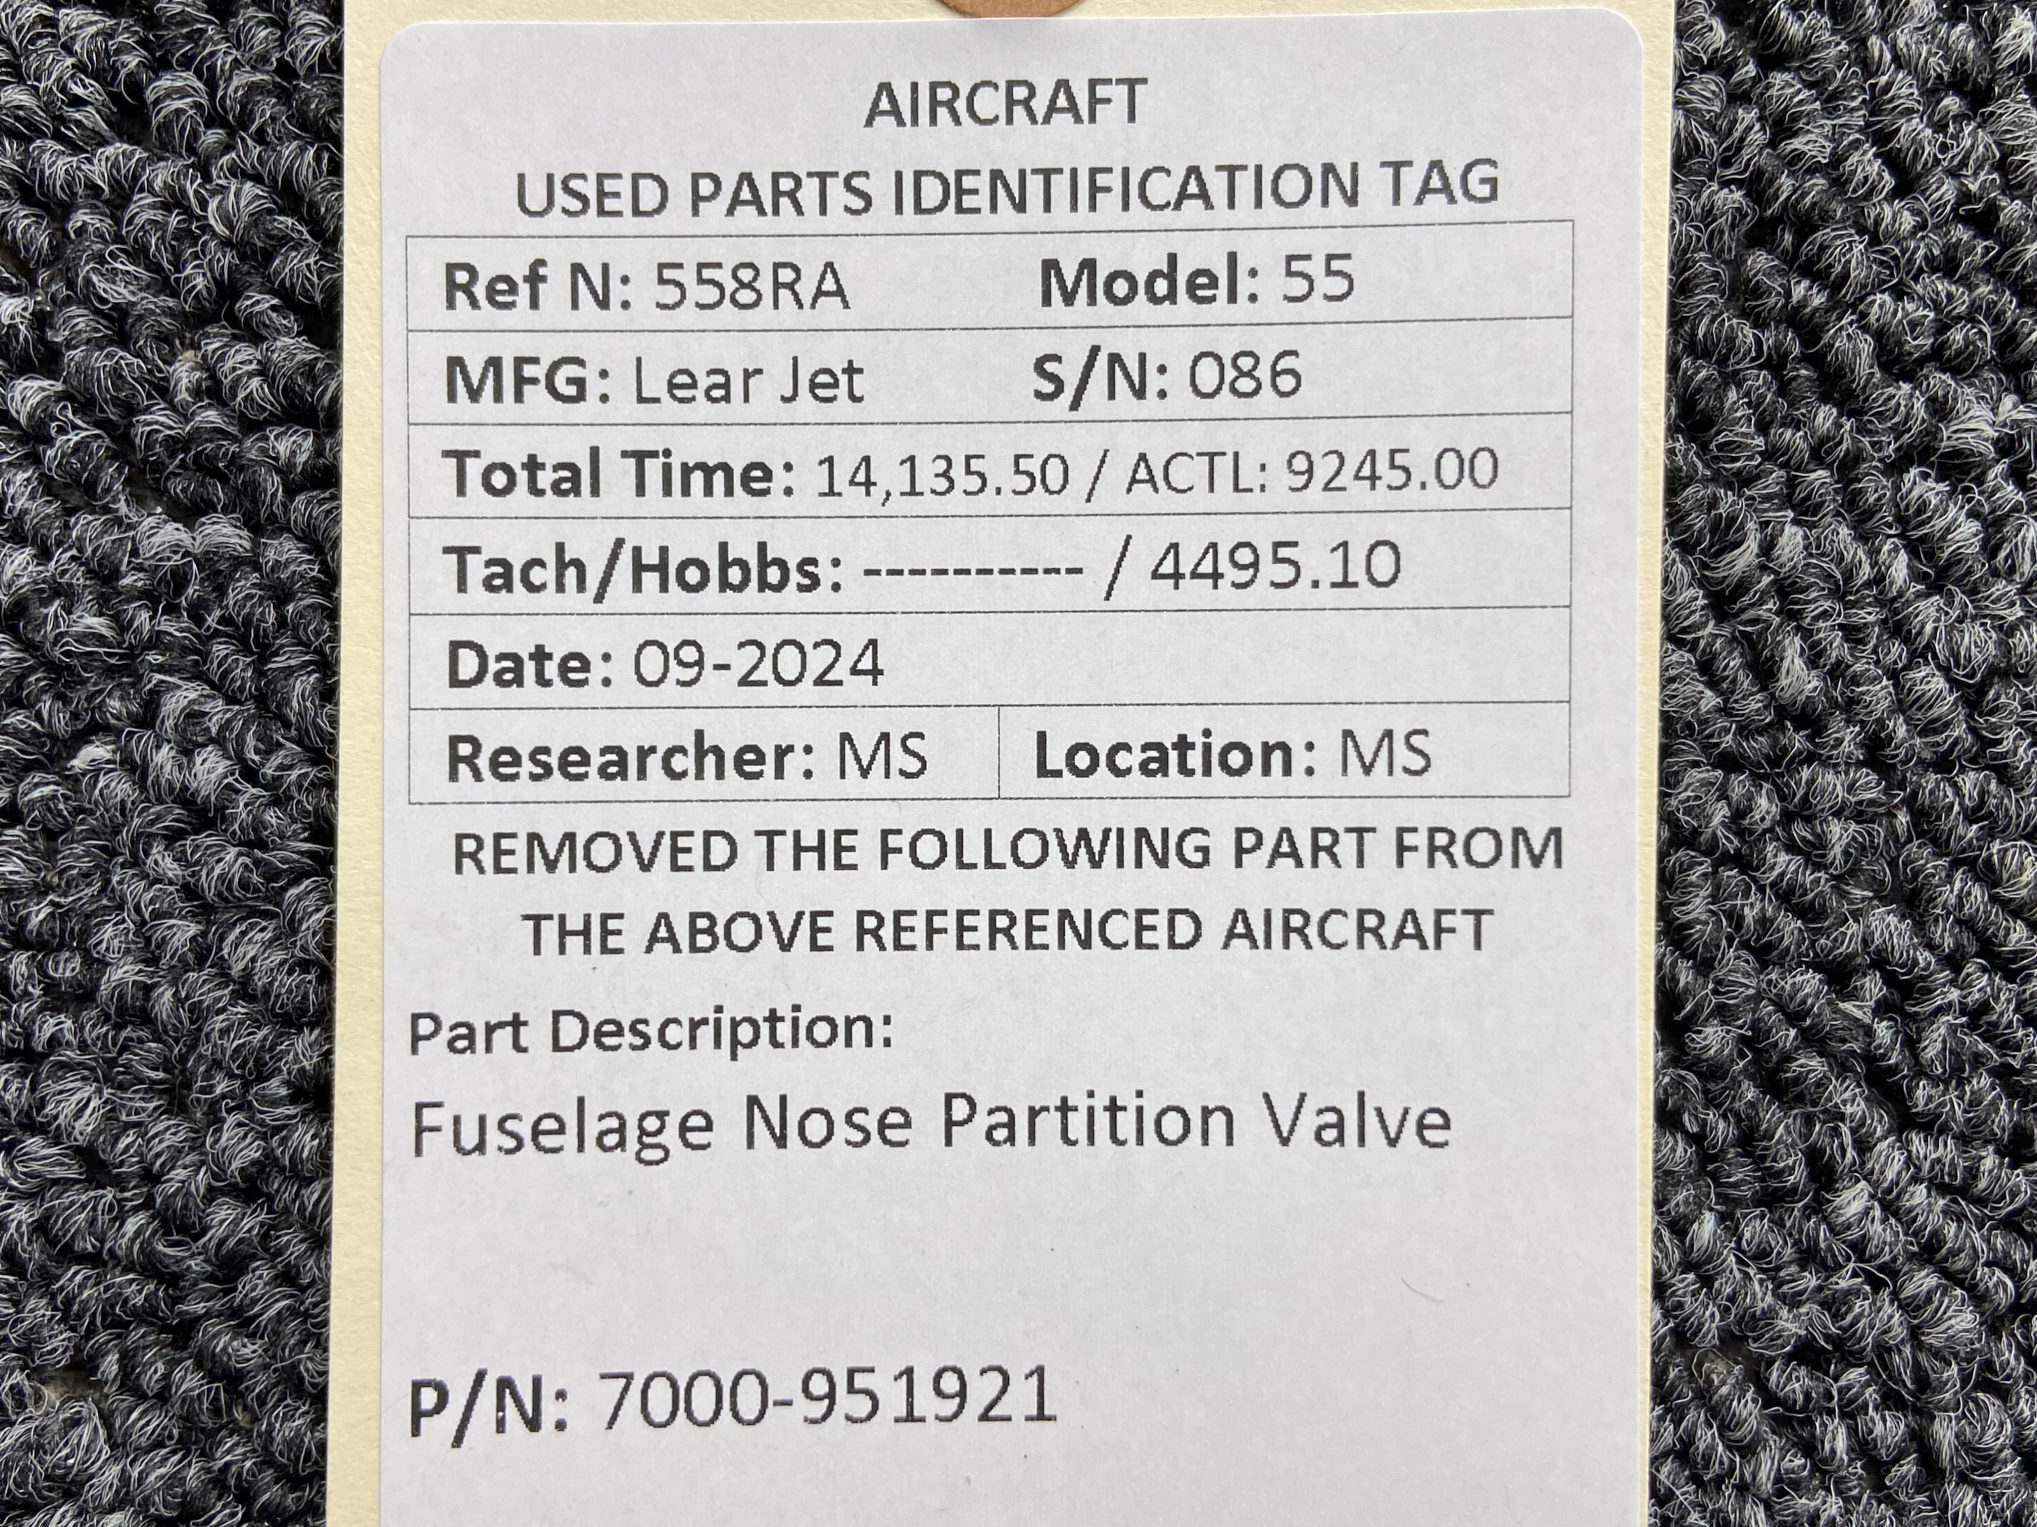 AIRCRAFT
USED PARTS IDENTIFICATION TAG
Ref N: 558RA Model: 55
MFG: Lear Jet S/N: 086
Total Time: 14,135.50 / ACTL: 9245.00
Tach/Hobbs: ---------- / 4495.10
Date: 09-2024
Researcher: MS Location: MS
REMOVED THE FOLLOWING PART FROM
THE ABOVE REFERENCED AIRCRAFT
Part Description:
Fuselage Nose Partition Valve
P/N: 7000-951921